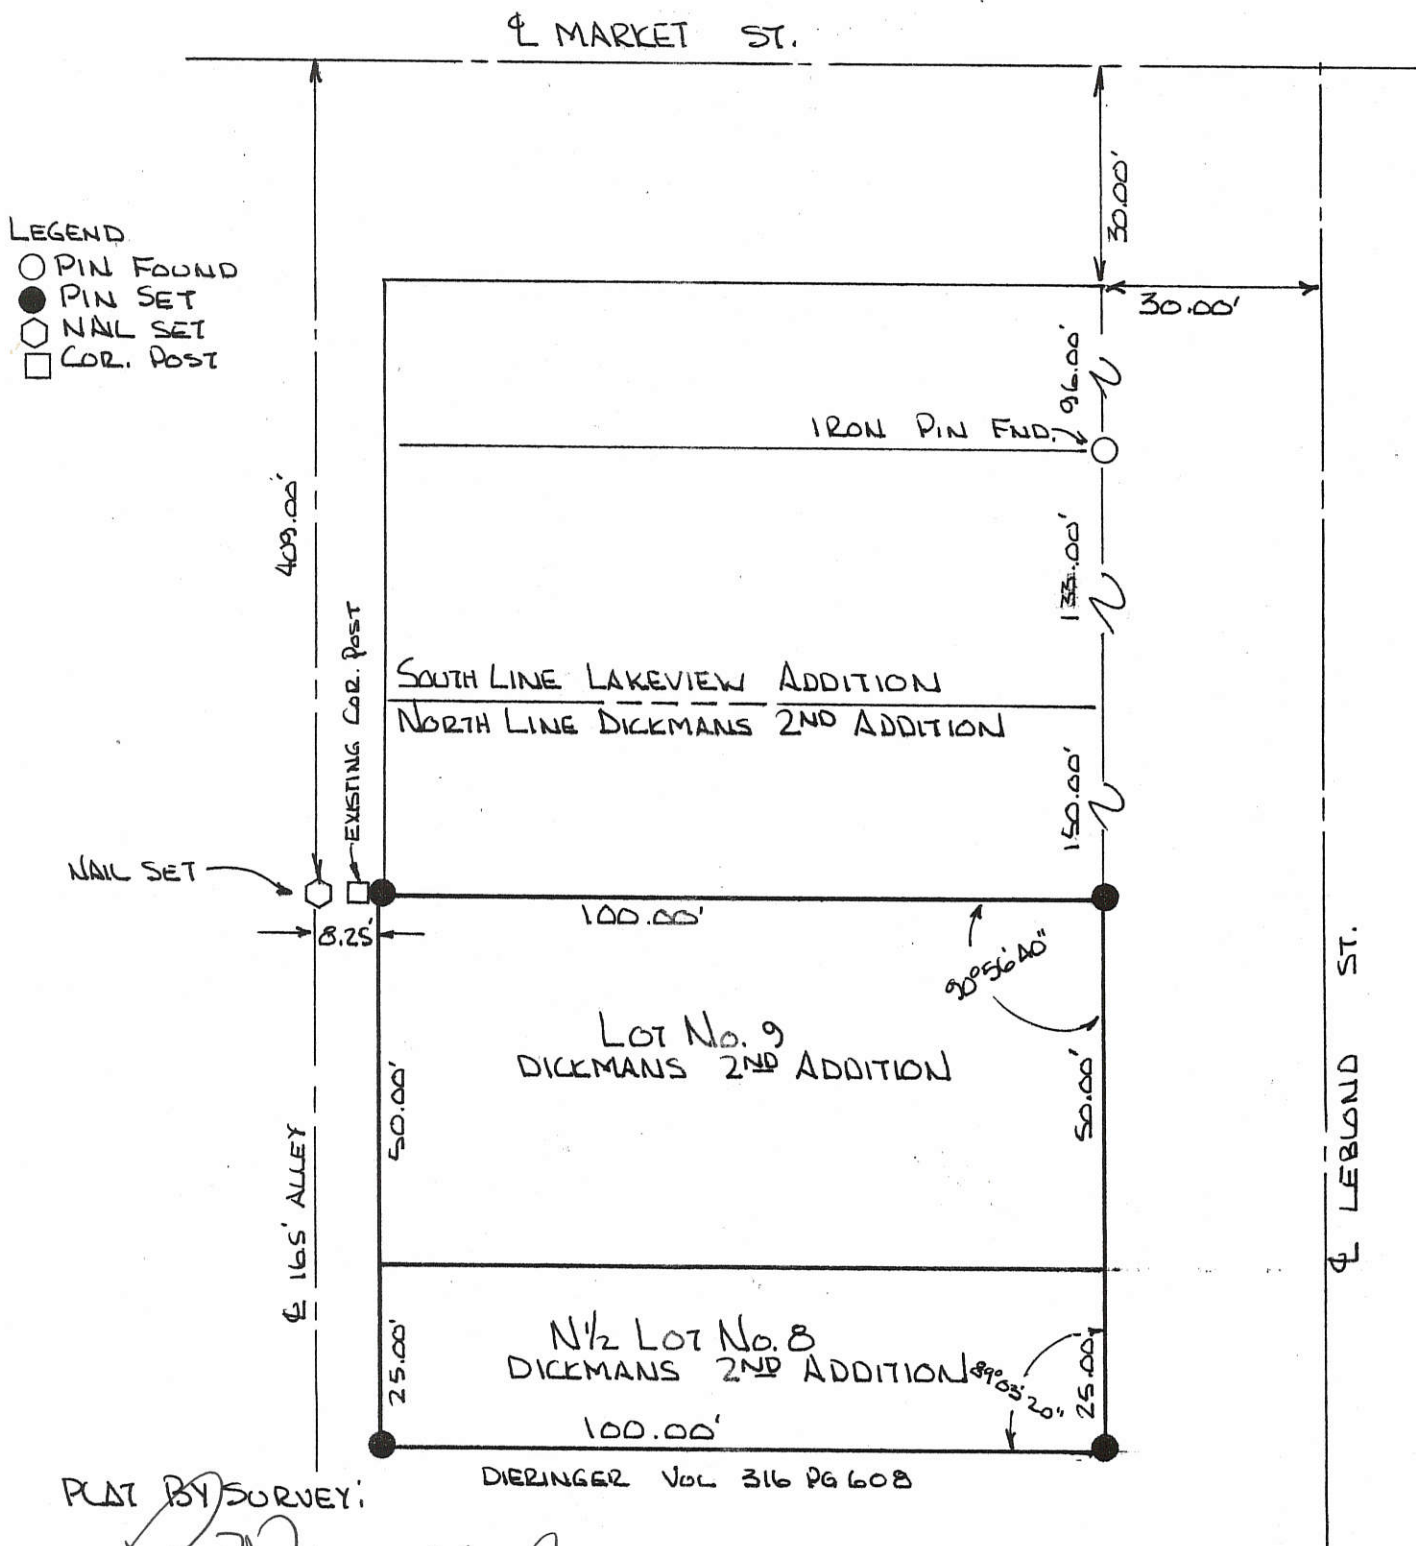 ℄ MARKET ST.
30.00'
LEGEND
PIN FOUND
PIN SET
NAIL SET
COR. POST
30.00'
96.00'
IRON PIN FND.
409.00'
133.00'
EXISTING COR. POST
SOUTH LINE LAKEVIEW ADDITION
NORTH LINE DICKMANS 2ND ADDITION
150.00'
NAIL SET
100.00'
8.25'
90°56'40"
LOT No. 9
DICKMANS 2ND ADDITION
50.00'
50.00'
℄ LEBLOND ST.
℄ 16.5' ALLEY
N½ LOT No. 8
DICKMANS 2ND ADDITION
89°03'20"
25.00'
25.00'
100.00'
DIERINGER VOL 316 PG 608
PLAT BY SURVEY: